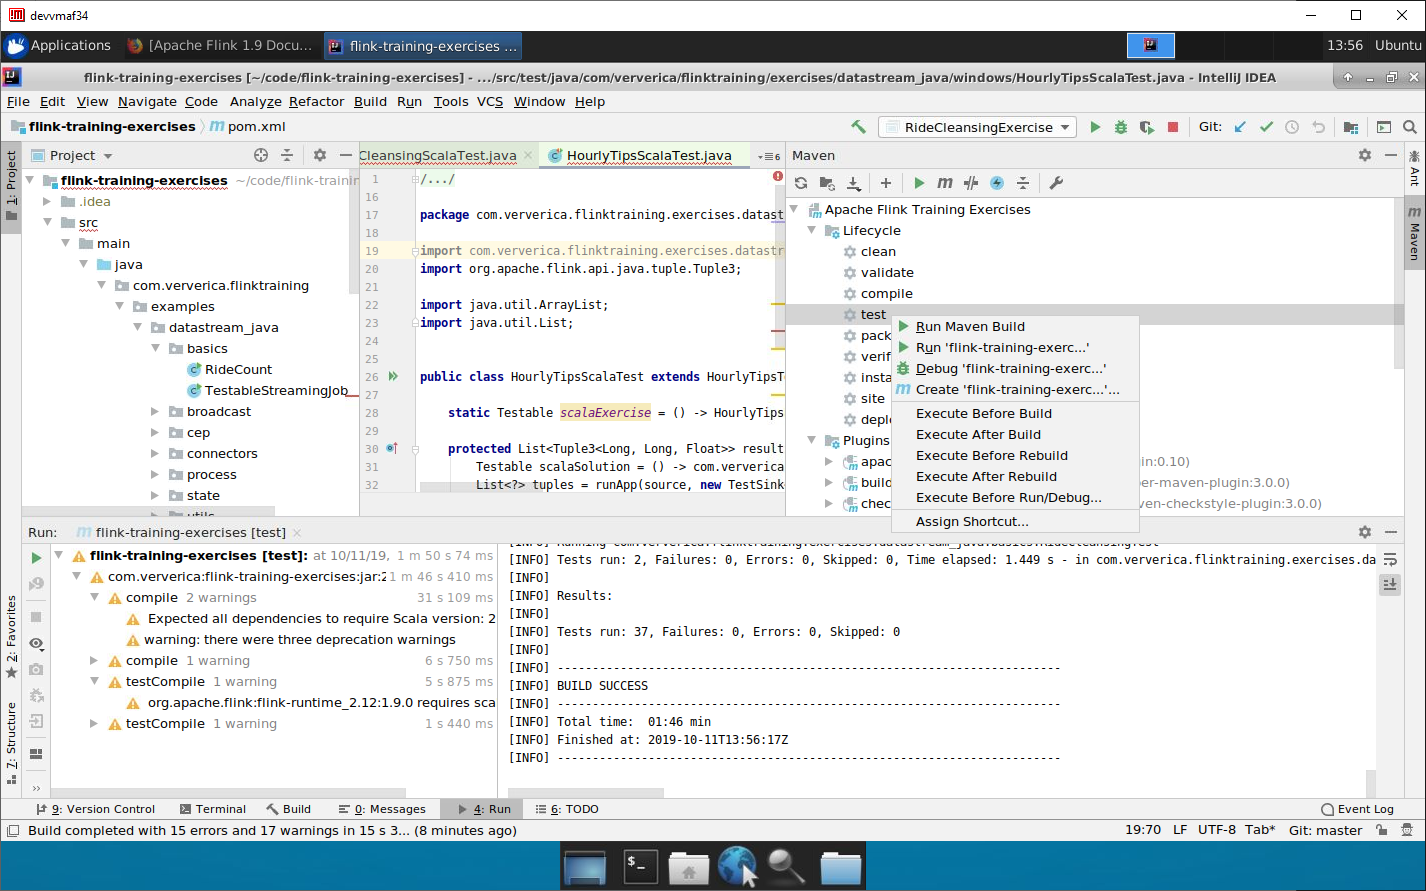 devvmaf34
Applications
[Apache Flink 1.9 Docu...
flink-training-exercises ...
13:56 Ubuntu
flink-training-exercises [~/code/flink-training-exercises] - .../src/test/java/com/ververica/flinktraining/exercises/datastream_java/windows/HourlyTipsScalaTest.java - IntelliJ IDEA
File Edit View Navigate Code Analyze Refactor Build Run Tools VCS Window Help
flink-training-exercises pom.xml
RideCleansingExercise
Git:
1: Project
Project
flink-training-exercises ~/code/flink-trainin
.idea
src
main
java
com.ververica.flinktraining
examples
datastream_java
basics
RideCount
TestableStreamingJob
broadcast
cep
connectors
process
state
utils
CleansingScalaTest.java
HourlyTipsScalaTest.java
6
1 /.../
16
17 package com.ververica.flinktraining.exercises.datast
18
19 import com.ververica.flinktraining.exercises.datastr
20 import org.apache.flink.api.java.tuple.Tuple3;
21
22 import java.util.ArrayList;
23 import java.util.List;
24
25
26 public class HourlyTipsScalaTest extends HourlyTipsT
27
28 static Testable scalaExercise = () -> HourlyTips
29
30 protected List<Tuple3<Long, Long, Float>> result
31 Testable scalaSolution = () -> com.ververica
32 List<?> tuples = runApp(source, new TestSink
Maven
Apache Flink Training Exercises
Lifecycle
clean
validate
compile
test
pack
verif
insta
site
deplo
Plugins
apac
in:0.10)
build
er-maven-plugin:3.0.0)
chec
ven-checkstyle-plugin:3.0.0)
Run Maven Build
Run 'flink-training-exerc...'
Debug 'flink-training-exerc...'
Create 'flink-training-exerc...'...
Execute Before Build
Execute After Build
Execute Before Rebuild
Execute After Rebuild
Execute Before Run/Debug...
Assign Shortcut...
Ant
Maven
Run: flink-training-exercises [test]
flink-training-exercises [test]: at 10/11/19, 1 m 50 s 74 ms
com.ververica:flink-training-exercises:jar:2 1 m 46 s 410 ms
compile 2 warnings 31 s 109 ms
Expected all dependencies to require Scala version: 2
warning: there were three deprecation warnings
compile 1 warning 6 s 750 ms
testCompile 1 warning 5 s 875 ms
org.apache.flink:flink-runtime_2.12:1.9.0 requires sca
testCompile 1 warning 1 s 440 ms
[INFO] Running com.ververica.flinktraining.exercises.datastream_java.basics.RideCleansingTest
[INFO] Tests run: 2, Failures: 0, Errors: 0, Skipped: 0, Time elapsed: 1.449 s - in com.ververica.flinktraining.exercises.da
[INFO]
[INFO] Results:
[INFO]
[INFO] Tests run: 37, Failures: 0, Errors: 0, Skipped: 0
[INFO]
[INFO] ------------------------------------------------------------------------
[INFO] BUILD SUCCESS
[INFO] ------------------------------------------------------------------------
[INFO] Total time:  01:46 min
[INFO] Finished at: 2019-10-11T13:56:17Z
[INFO] ------------------------------------------------------------------------
2: Favorites
7: Structure
9: Version Control Terminal Build 0: Messages 4: Run 6: TODO Event Log
Build completed with 15 errors and 17 warnings in 15 s 3... (8 minutes ago)
19:70 LF UTF-8 Tab* Git: master